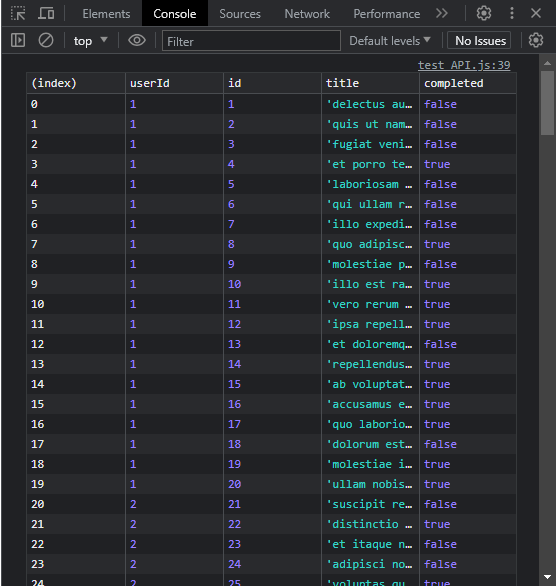 Elements Console Sources Network Performance
top Filter Default levels No Issues
test API.js:39
(index) userId id title completed
0 1 1 'delectus au… false
1 1 2 'quis ut nam… false
2 1 3 'fugiat veni… false
3 1 4 'et porro te… true
4 1 5 'laboriosam … false
5 1 6 'qui ullam r… false
6 1 7 'illo expedi… false
7 1 8 'quo adipisc… true
8 1 9 'molestiae p… false
9 1 10 'illo est ra… true
10 1 11 'vero rerum … true
11 1 12 'ipsa repell… true
12 1 13 'et doloremq… false
13 1 14 'repellendus… true
14 1 15 'ab voluptat… true
15 1 16 'accusamus e… true
16 1 17 'quo laborio… true
17 1 18 'dolorum est… false
18 1 19 'molestiae i… true
19 1 20 'ullam nobis… true
20 2 21 'suscipit re… false
21 2 22 'distinctio … true
22 2 23 'et itaque n… false
23 2 24 'adipisci no… false
24 2 25 'voluptas qu… true